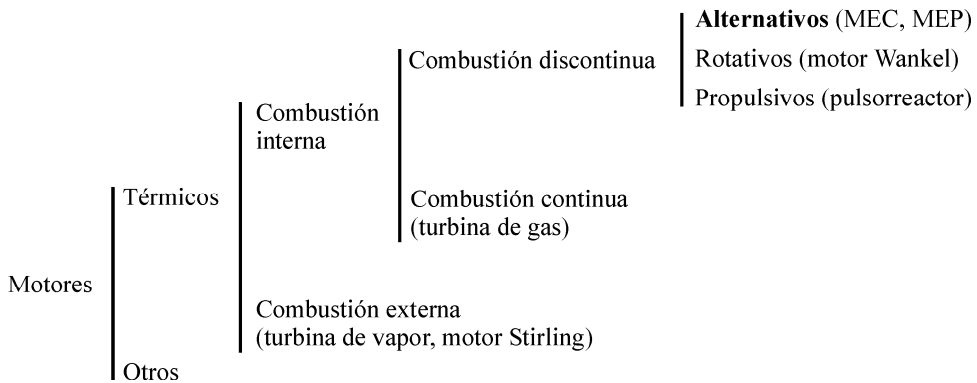 Motores
Térmicos
Otros
Combustión
interna
Combustión externa
(turbina de vapor, motor Stirling)
Combustión discontinua
Combustión continua
(turbina de gas)
Alternativos (MEC, MEP)
Rotativos (motor Wankel)
Propulsivos (pulsorreactor)